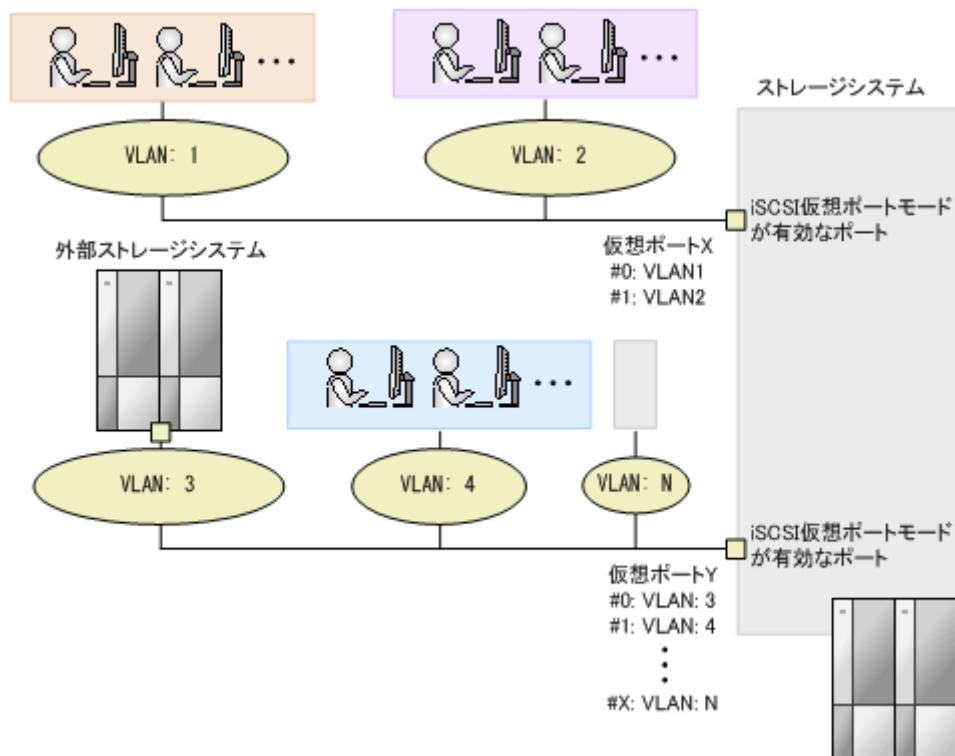 VLAN: 1
VLAN: 2
ストレージシステム
iSCSI仮想ポートモード
が有効なポート
仮想ポートX
#0: VLAN1
#1: VLAN2
外部ストレージシステム
VLAN: 3
VLAN: 4
VLAN: N
iSCSI仮想ポートモード
が有効なポート
仮想ポートY
#0: VLAN: 3
#1: VLAN: 4
#X: VLAN: N